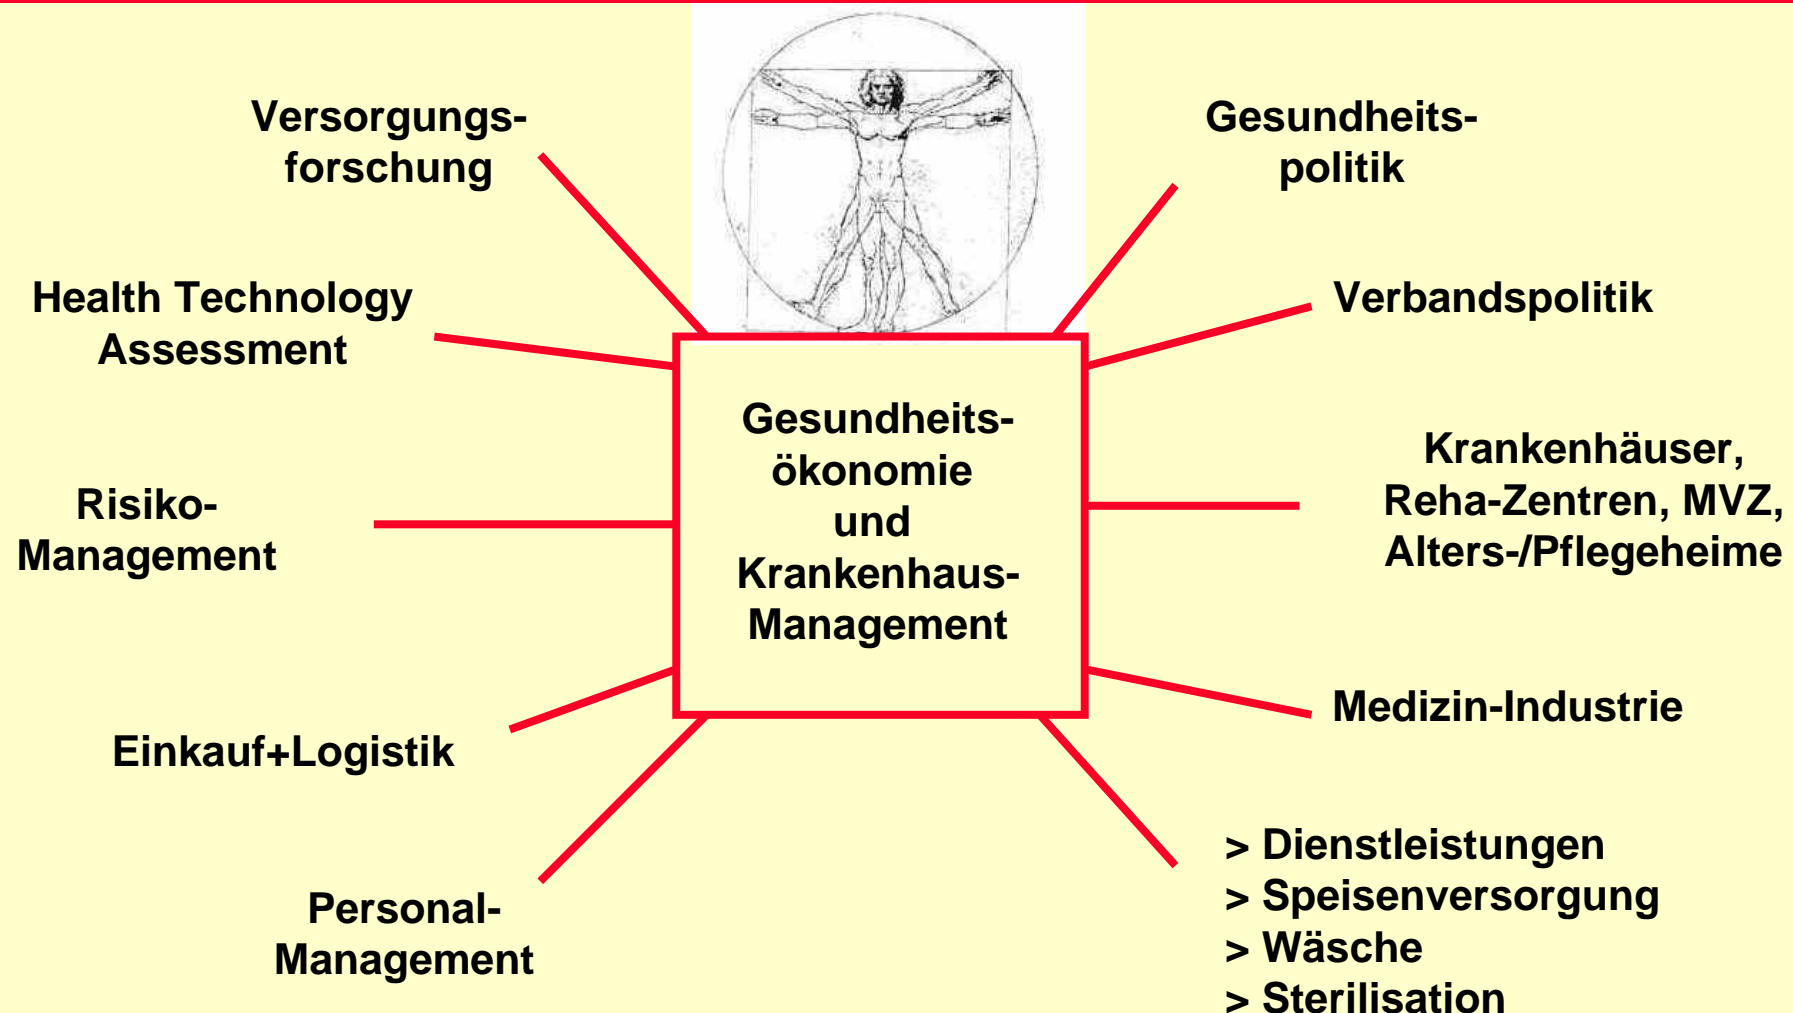 Versorgungs-
forschung
Health Technology
Assessment
Risiko-
Management
Einkauf+Logistik
Personal-
Management
Gesundheits-
ökonomie
und
Krankenhaus-
Management
Gesundheits-
politik
Verbandspolitik
Krankenhäuser,
Reha-Zentren, MVZ,
Alters-/Pflegeheime
Medizin-Industrie
> Dienstleistungen
> Speisenversorgung
> Wäsche
> Sterilisation